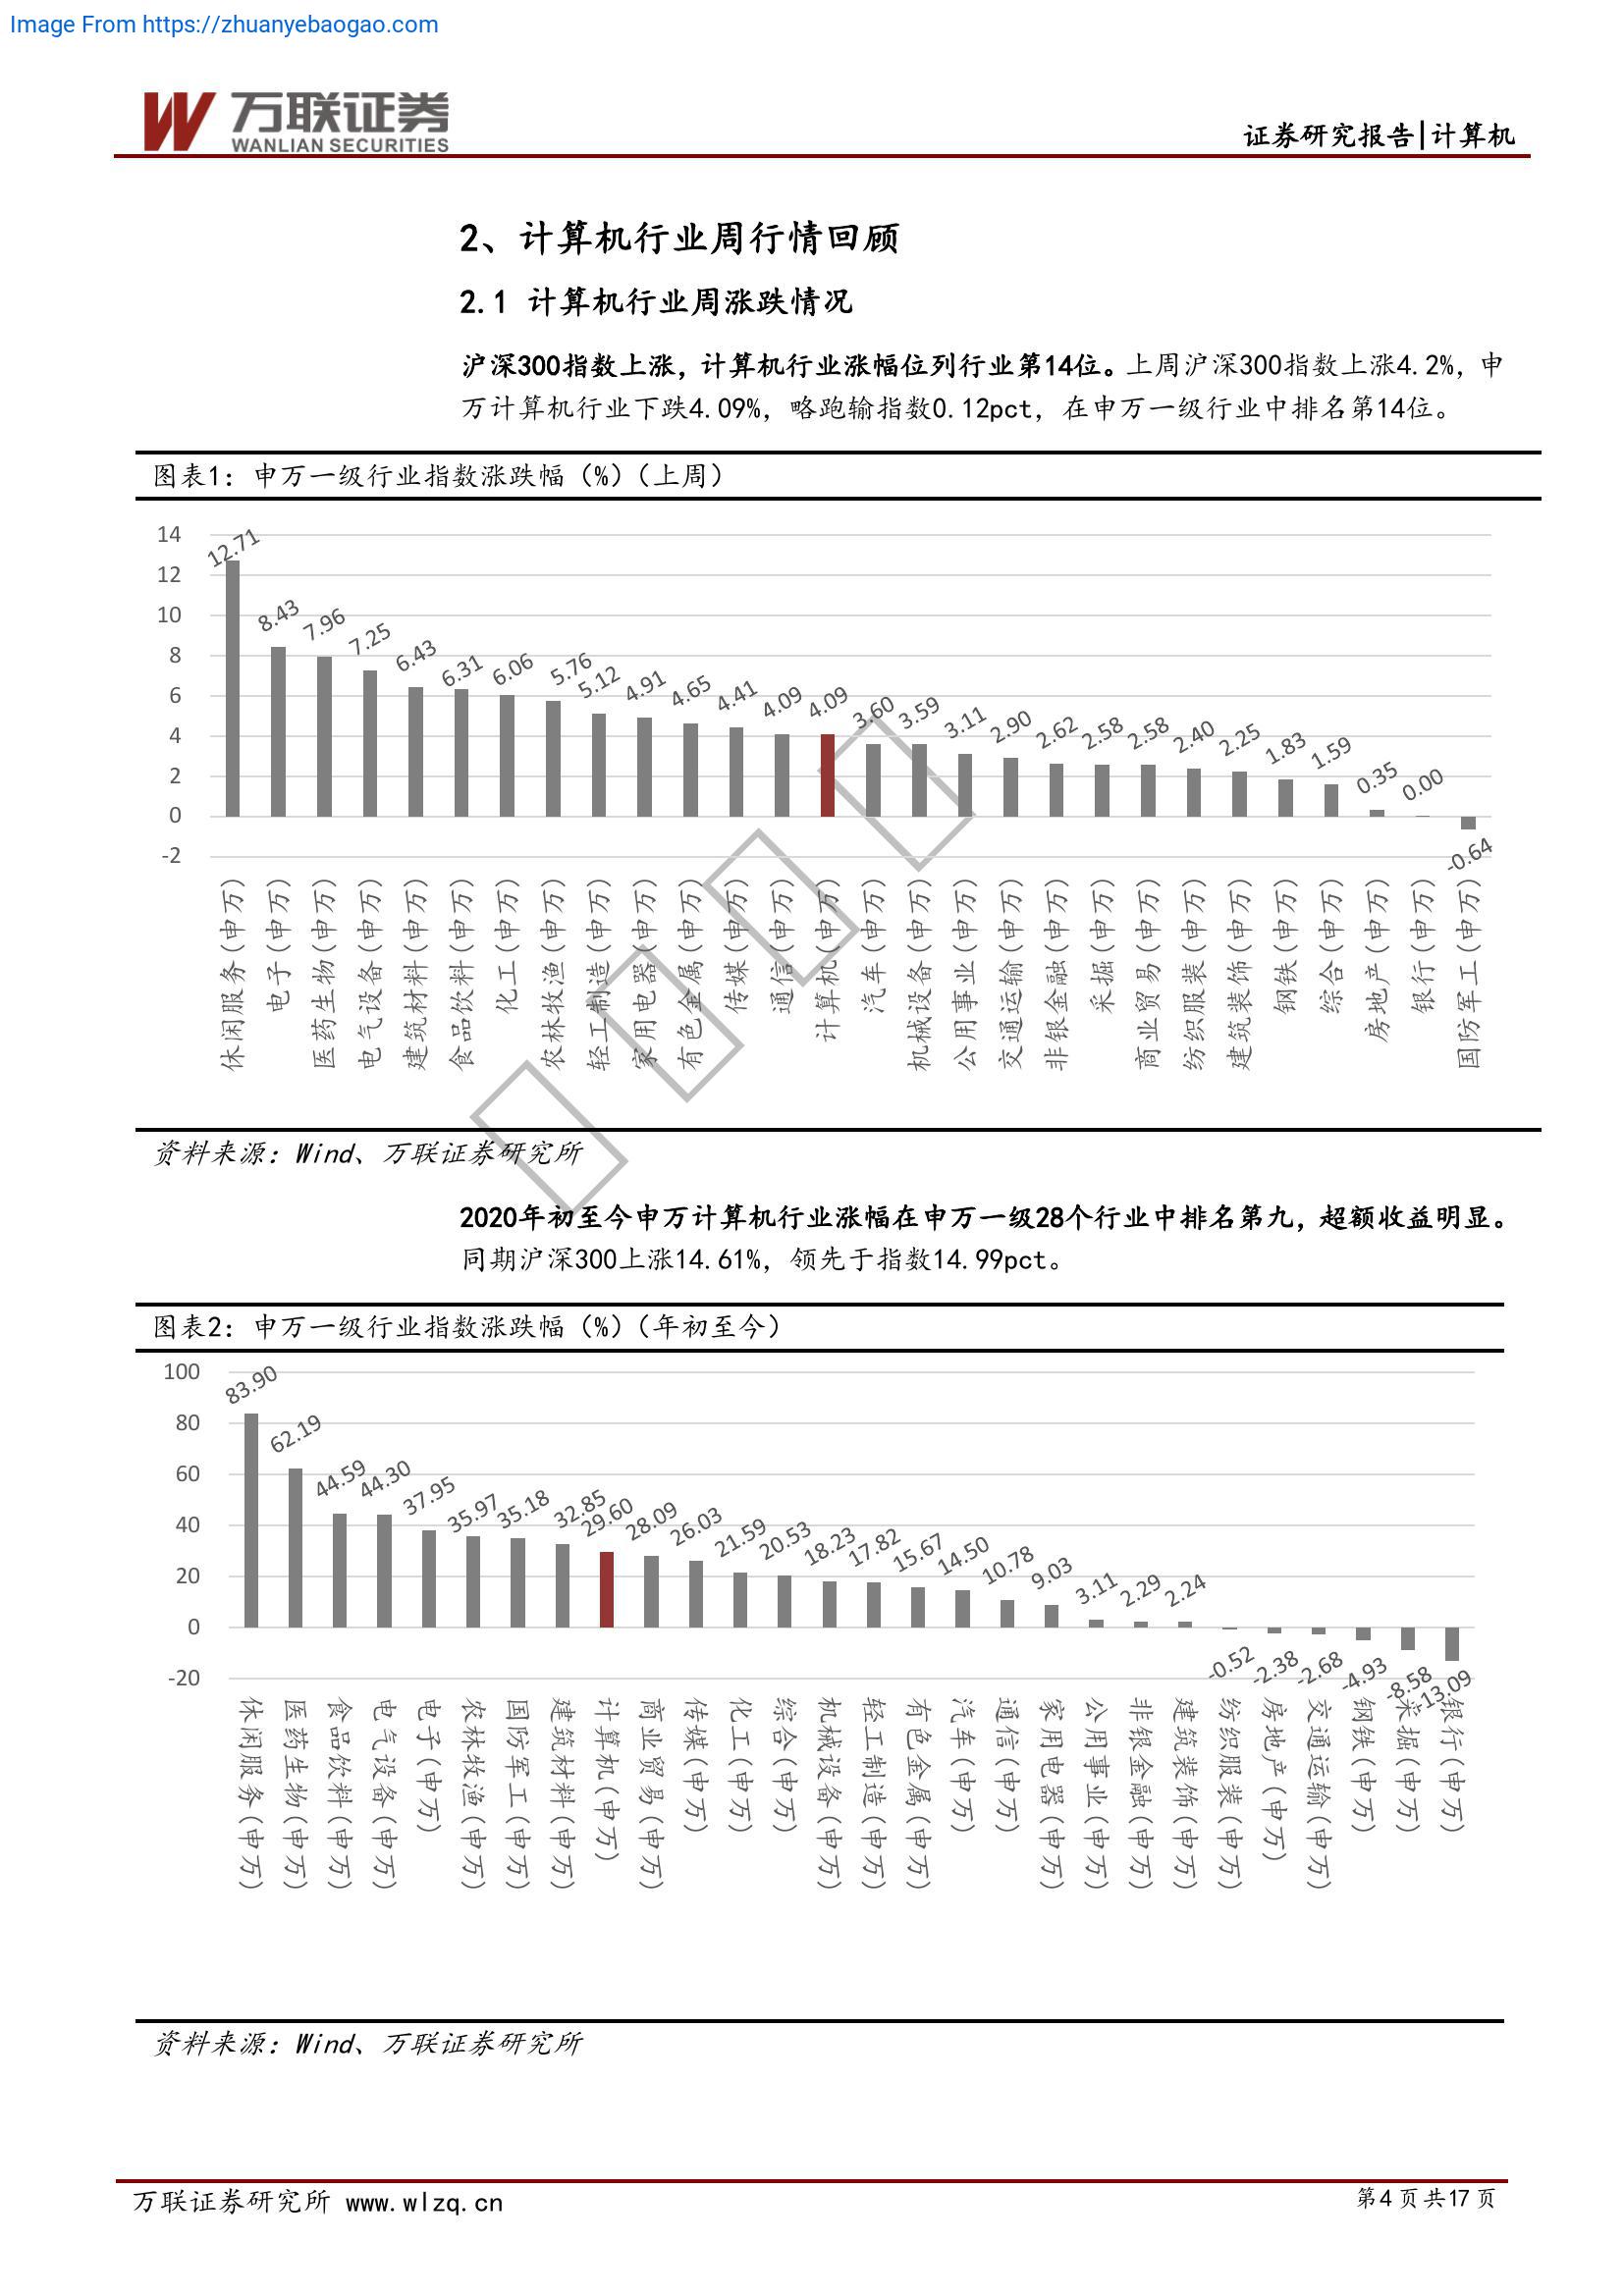 Image From https://zhuanyebaogao.com
万联证券
WANLIAN SECURITIES
证券研究报告|计算机
2、计算机行业周行情回顾
2.1 计算机行业周涨跌情况
沪深300指数上涨，计算机行业涨幅位列行业第14位。上周沪深300指数上涨4.2%，申
万计算机行业下跌4.09%，略跑输指数0.12pct，在申万一级行业中排名第14位。
图表1：申万一级行业指数涨跌幅（%）（上周）
14
12
10
8
6
4
2
0
-2
12.71
8.43
7.96
7.25
6.43
6.31
6.06
5.76
5.12
4.91
4.65
4.41
4.09
4.09
3.60
3.59
3.11
2.90
2.62
2.58
2.58
2.40
2.25
1.83
1.59
0.35
0.00
-0.64
休闲服务(申万)
电子(申万)
医药生物(申万)
电气设备(申万)
建筑材料(申万)
食品饮料(申万)
化工(申万)
农林牧渔(申万)
轻工制造(申万)
家用电器(申万)
有色金属(申万)
传媒(申万)
通信(申万)
计算机(申万)
汽车(申万)
机械设备(申万)
公用事业(申万)
交通运输(申万)
非银金融(申万)
采掘(申万)
商业贸易(申万)
纺织服装(申万)
建筑装饰(申万)
钢铁(申万)
综合(申万)
房地产(申万)
银行(申万)
国防军工(申万)
资料来源：Wind、万联证券研究所
2020年初至今申万计算机行业涨幅在申万一级28个行业中排名第九，超额收益明显。
同期沪深300上涨14.61%，领先于指数14.99pct。
图表2：申万一级行业指数涨跌幅（%）（年初至今）
100
80
60
40
20
0
-20
83.90
62.19
44.59
44.30
37.95
35.97
35.18
32.85
29.60
28.09
26.03
21.59
20.53
18.23
17.82
15.67
14.50
10.78
9.03
3.11
2.29
2.24
-0.52
-2.38
-2.68
-4.93
-8.58
-13.09
休闲服务(申万)
医药生物(申万)
食品饮料(申万)
电气设备(申万)
电子(申万)
农林牧渔(申万)
国防军工(申万)
建筑材料(申万)
计算机(申万)
商业贸易(申万)
传媒(申万)
化工(申万)
综合(申万)
机械设备(申万)
轻工制造(申万)
有色金属(申万)
汽车(申万)
通信(申万)
家用电器(申万)
公用事业(申万)
非银金融(申万)
建筑装饰(申万)
纺织服装(申万)
房地产(申万)
交通运输(申万)
钢铁(申万)
采掘(申万)
银行(申万)
资料来源：Wind、万联证券研究所
万联证券研究所 www.wlzq.cn
第4页共17页